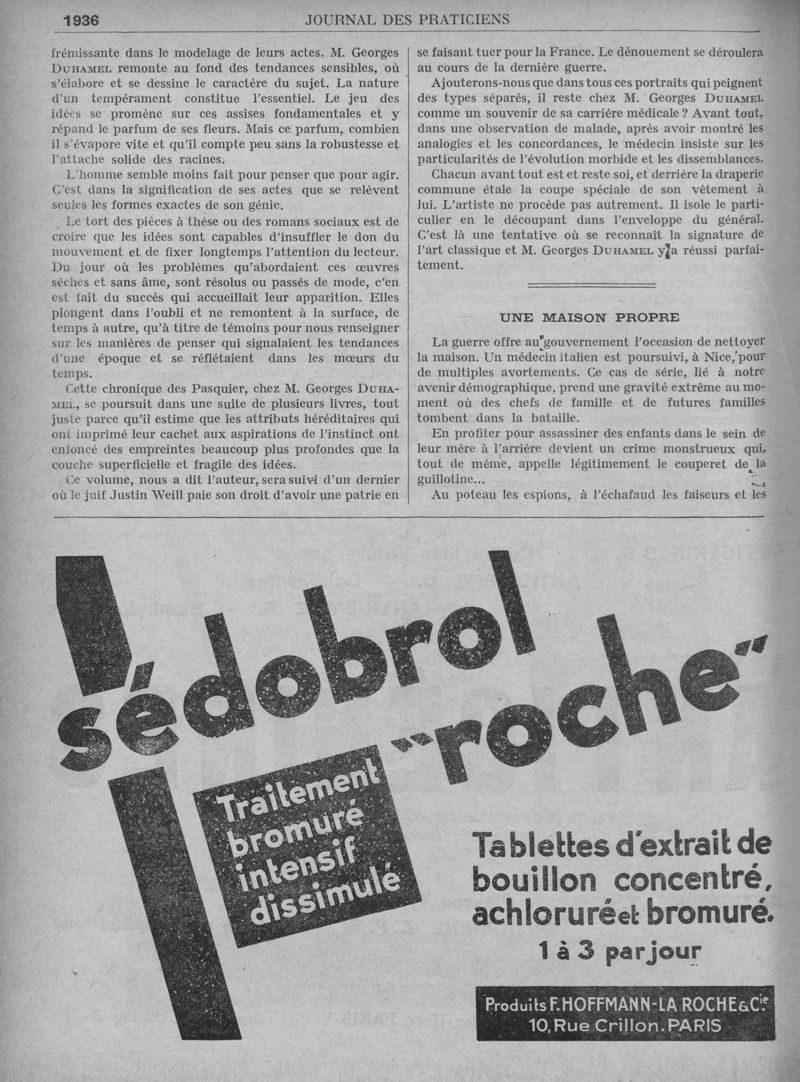 1936
JOURNAL DES PRATICIENS
frémissante dans le modelage de leurs actes. M. Georges
DUHAMEL remonte au fond des tendances sensibles, où
s'élabore et se dessine le caractère du sujet. La nature
d'un tempérament constitue l'essentiel. Le jeu des
idées se promène sur ces assises fondamentales et y
répand le parfum de ses fleurs. Mais ce parfum, combien
il s'évapore vite et qu'il compte peu sans la robustesse et
l'attache solide des racines.
L'homme semble moins fait pour penser que pour agir.
C'est dans la signification de ses actes que se relèvent
seules les formes exactes de son génie.
Le tort des pièces à thèse ou des romans sociaux est de
croire que les idées sont capables d'insuffler le don du
mouvement et de fixer longtemps l'attention du lecteur.
Du jour où les problèmes qu'abordaient ces œuvres
sèches et sans âme, sont résolus ou passés de mode, c'en
est fait du succès qui accueillait leur apparition. Elles
plongent dans l'oubli et ne remontent à la surface, de
temps à autre, qu'à titre de témoins pour nous renseigner
sur les manières de penser qui signalaient les tendances
d'une époque et se réflétaient dans les mœurs du
temps.
Cette chronique des Pasquier, chez M. Georges DUHA-
MEL, se poursuit dans une suite de plusieurs livres, tout
juste parce qu'il estime que les attributs héréditaires qui
ont imprimé leur cachet aux aspirations de l'instinct ont
enfoncé des empreintes beaucoup plus profondes que la
couche superficielle et fragile des idées.
Ce volume, nous a dit l'auteur, sera suivi d'un dernier
où le juif Justin Weill paie son droit d'avoir une patrie en
se faisant tuer pour la France. Le dénouement se déroulera
au cours de la dernière guerre.
Ajouterons-nous que dans tous ces portraits qui peignent
des types séparés, il reste chez M. Georges DUHAMEL
comme un souvenir de sa carrière médicale ? Avant tout,
dans une observation de malade, après avoir montré les
analogies et les concordances, le médecin insiste sur les
particularités de l'évolution morbide et les dissemblances.
Chacun avant tout est et reste soi, et derrière la draperie
commune étale la coupe spéciale de son vêtement à
lui. L'artiste ne procède pas autrement. Il isole le parti-
culier en le découpant dans l'enveloppe du général.
C'est là une tentative où se reconnaît la signature de
l'art classique et M. Georges DUHAMEL y a réussi parfai-
tement.
UNE MAISON PROPRE
La guerre offre au gouvernement l'occasion de nettoyer
la maison. Un médecin italien est poursuivi, à Nice, pour
de multiples avortements. Ce cas de série, lié à notre
avenir démographique, prend une gravité extrême au mo-
ment où des chefs de famille et de futures familles
tombent dans la bataille.
En profiter pour assassiner des enfants dans le sein de
leur mère à l'arrière devient un crime monstrueux qui,
tout de même, appelle légitimement le couperet de la
guillotine...
Au poteau les espions, à l'échafaud les faiseurs et les
sédobrol
"roche"
Traitement
bromuré
intensif
dissimulé
Tablettes d'extrait de
bouillon concentré,
achloruré et bromuré.
1 à 3 par jour
Produits F. HOFFMANN-LA ROCHE & Cie
10, Rue Crillon. PARIS